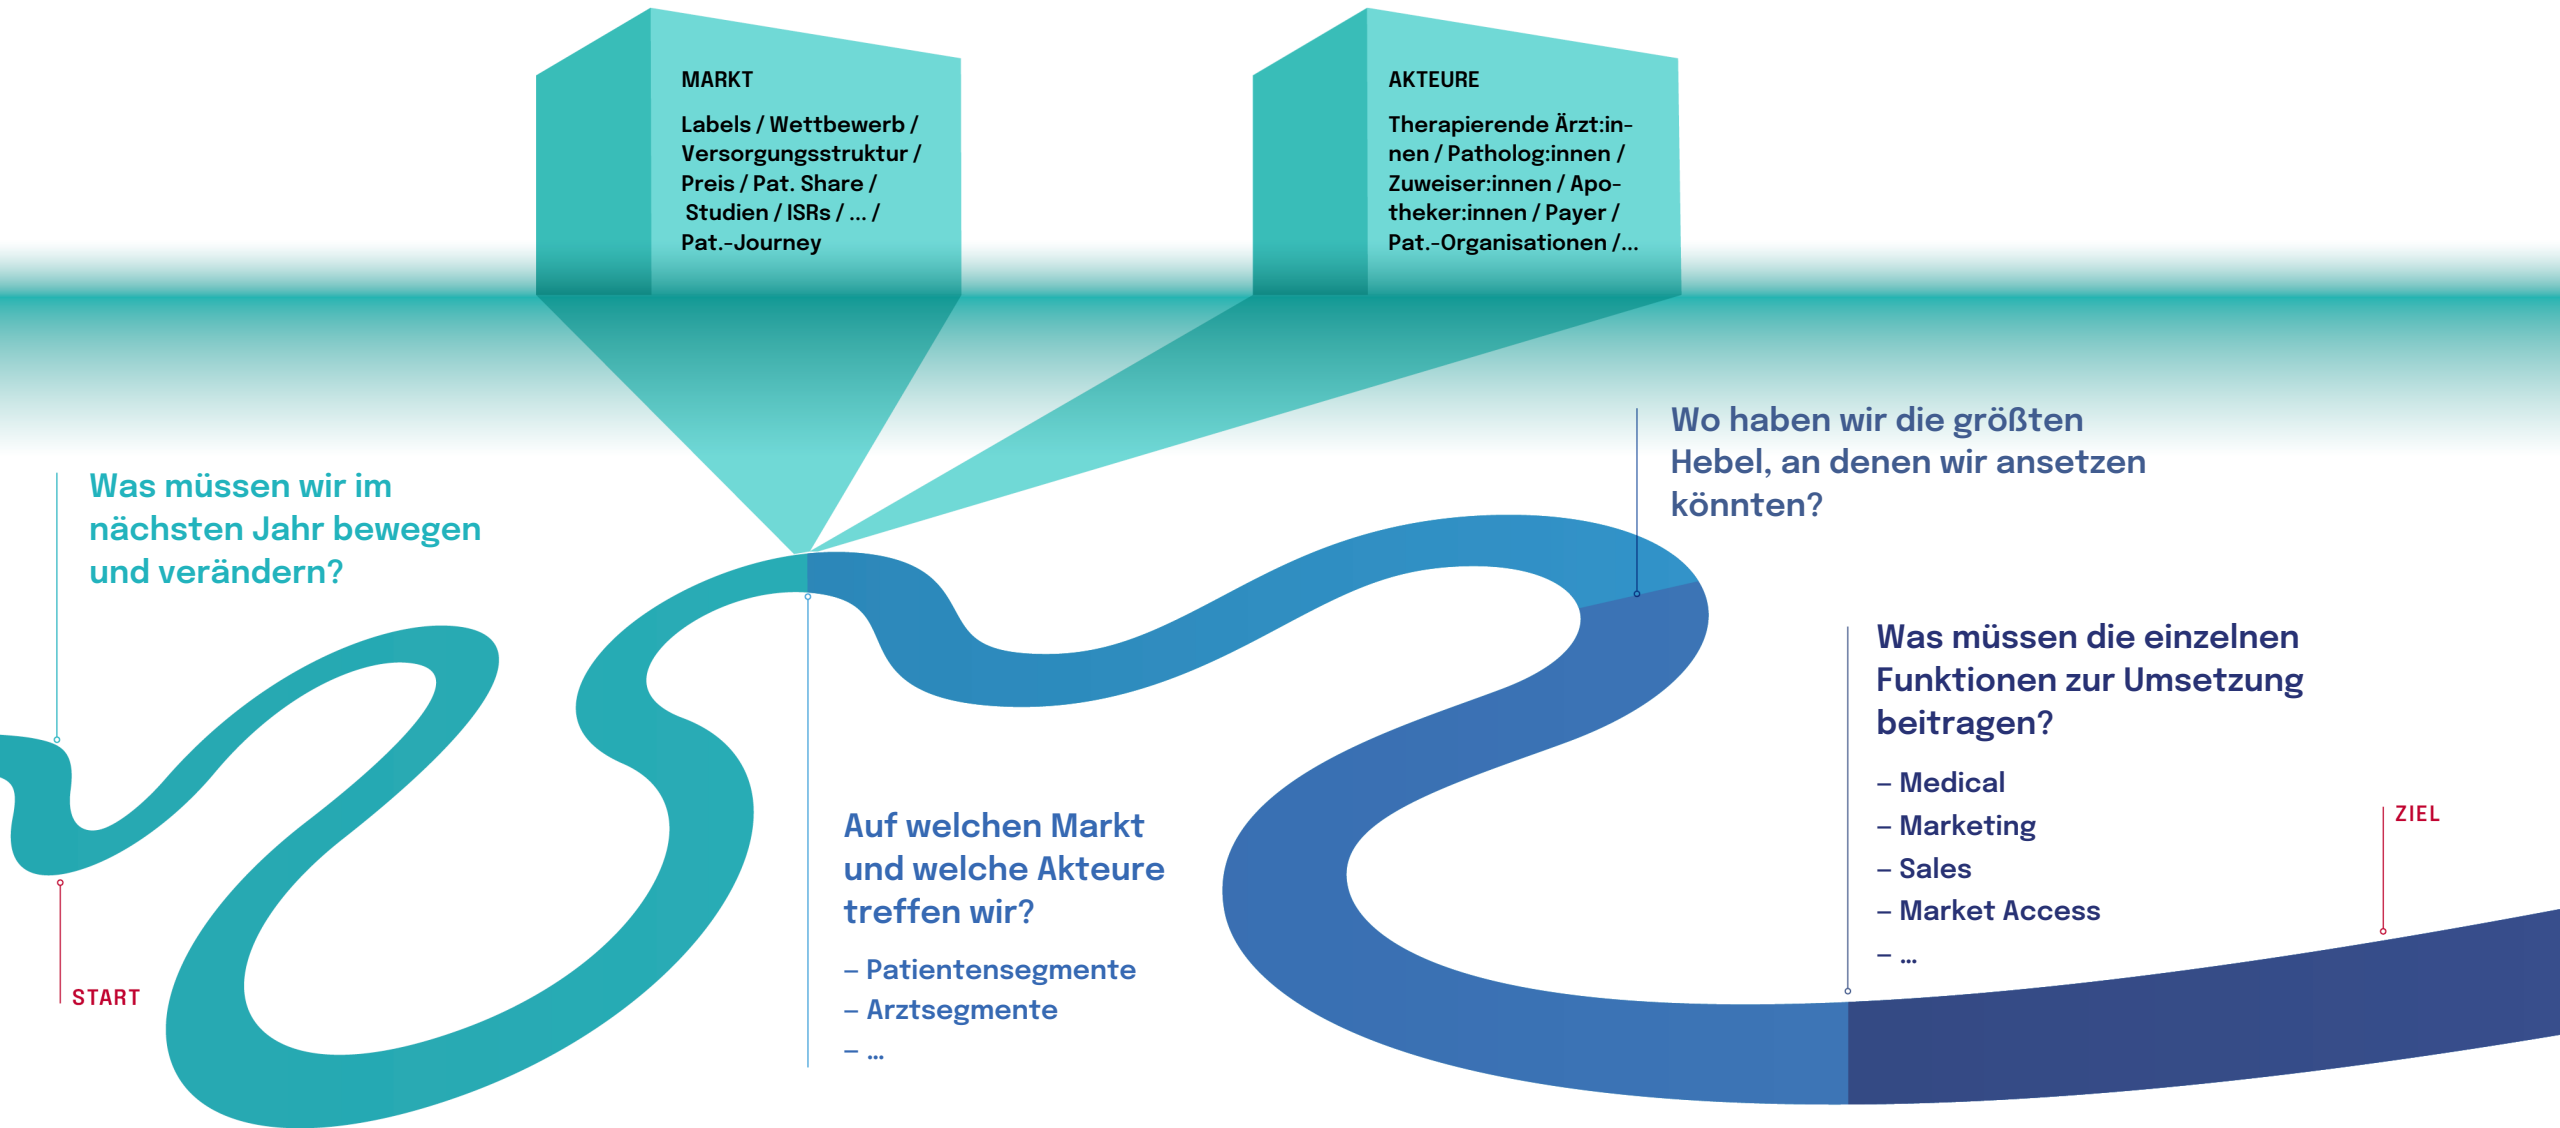 MARKT
Labels / Wettbewerb /
Versorgungsstruktur /
Preis / Pat. Share /
Studien / ISRs / ... /
Pat.-Journey
AKTEURE
Therapierende Ärzt:in-
nen / Patholog:innen /
Zuweiser:innen / Apo-
theker:innen / Payer /
Pat.-Organisationen /...
Was müssen wir im
nächsten Jahr bewegen
und verändern?
START
Auf welchen Markt
und welche Akteure
treffen wir?
– Patientensegmente
– Arztsegmente
– ...
Wo haben wir die größten
Hebel, an denen wir ansetzen
könnten?
Was müssen die einzelnen
Funktionen zur Umsetzung
beitragen?
– Medical
– Marketing
– Sales
– Market Access
– ...
ZIEL